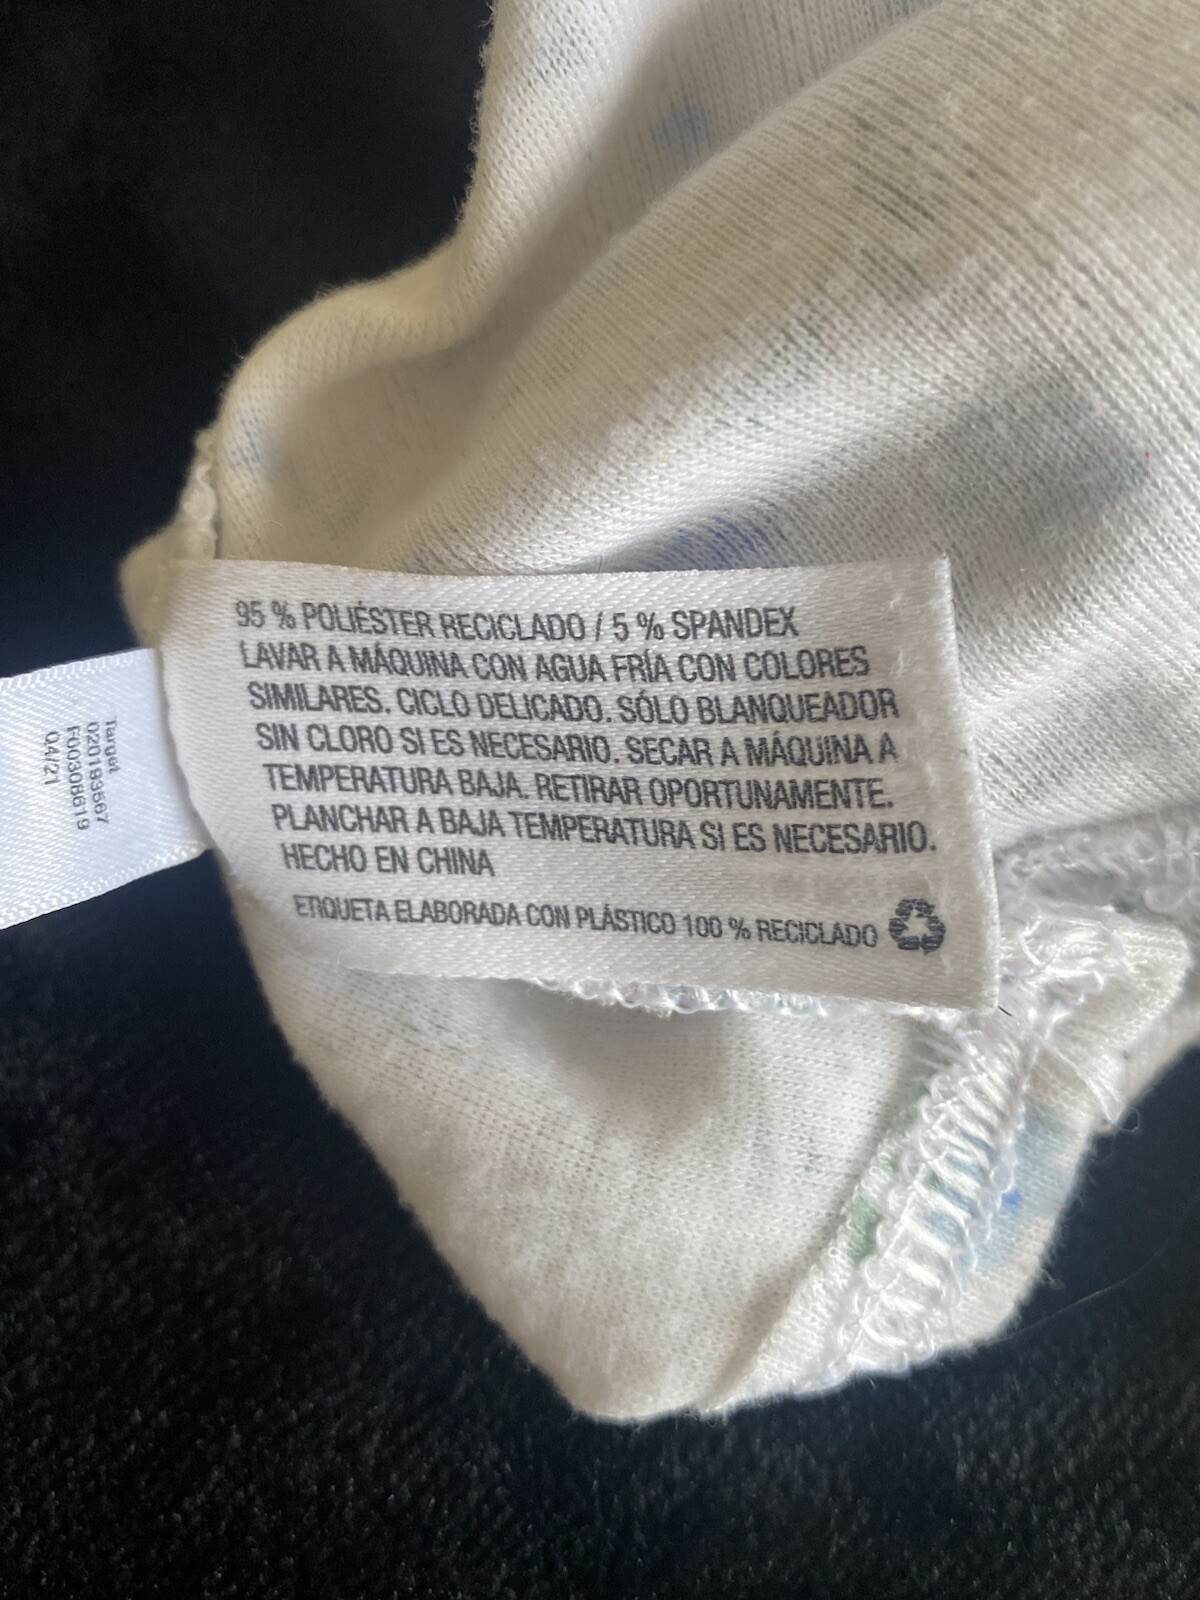 95 % POLIÉSTER RECICLADO / 5 % SPANDEX
LAVAR A MÁQUINA CON AGUA FRÍA CON COLORES
SIMILARES. CICLO DELICADO. SÓLO BLANQUEADOR
SIN CLORO SI ES NECESARIO. SECAR A MÁQUINA A
TEMPERATURA BAJA. RETIRAR OPORTUNAMENTE.
PLANCHAR A BAJA TEMPERATURA SI ES NECESARIO.
HECHO EN CHINA
ETIQUETA ELABORADA CON PLÁSTICO 100 % RECICLADO
Target
020193567
F00308619
Q4/21